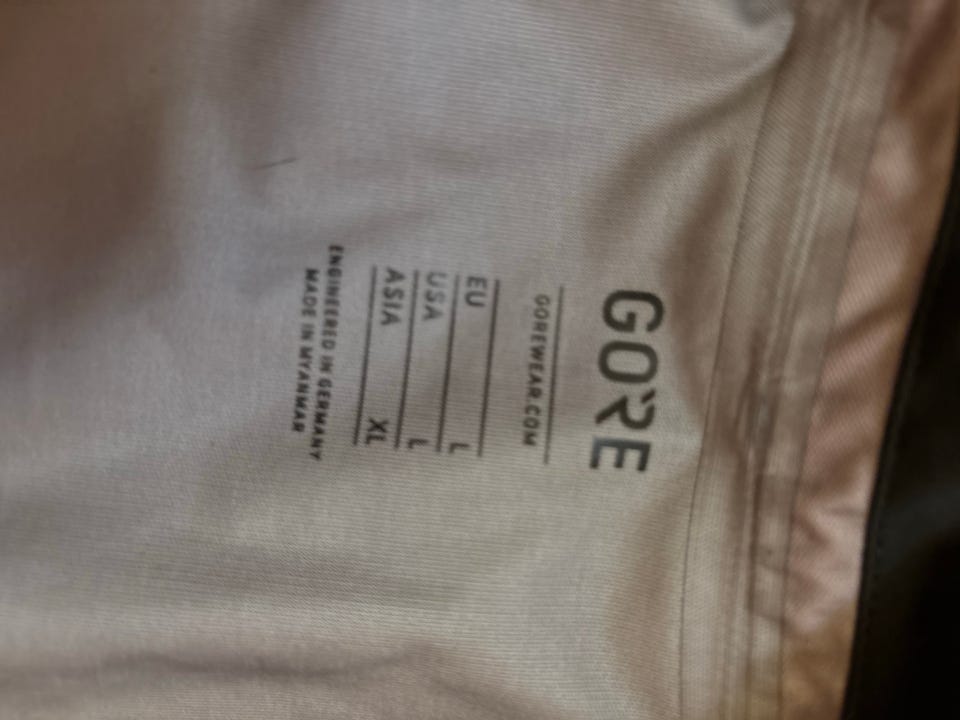 GORE
GOREWEAR.COM
EU L
USA L
ASIA XL
ENGINEERED IN GERMANY
MADE IN MYANMAR